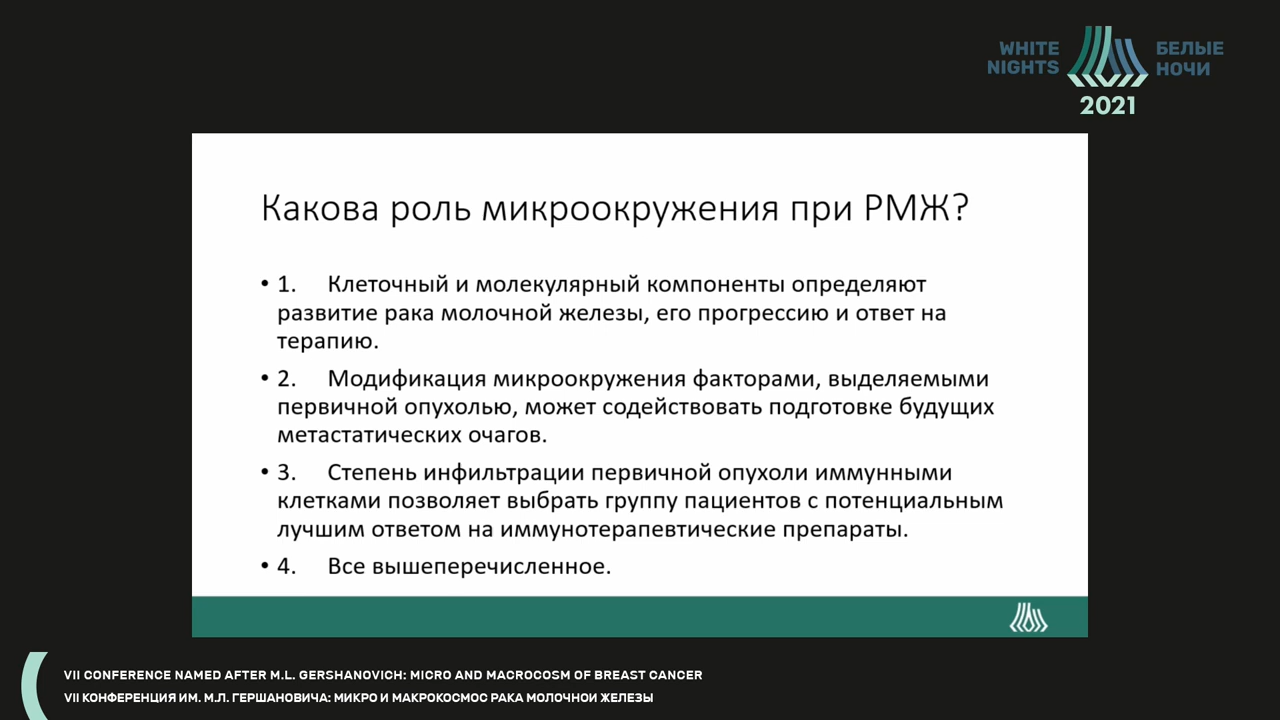 WHITE NIGHTS
БЕЛЫЕ НОЧИ
2021
Какова роль микроокружения при РМЖ?
• 1. Клеточный и молекулярный компоненты определяют
развитие рака молочной железы, его прогрессию и ответ на
терапию.
• 2. Модификация микроокружения факторами, выделяемыми
первичной опухолью, может содействовать подготовке будущих
метастатических очагов.
• 3. Степень инфильтрации первичной опухоли иммунными
клетками позволяет выбрать группу пациентов с потенциальным
лучшим ответом на иммунотерапевтические препараты.
• 4. Все вышеперечисленное.
VII CONFERENCE NAMED AFTER M.L. GERSHANOVICH: MICRO AND MACROCOSM OF BREAST CANCER
VII КОНФЕРЕНЦИЯ ИМ. М.Л. ГЕРШАНОВИЧА: МИКРО И МАКРОКОСМОС РАКА МОЛОЧНОЙ ЖЕЛЕЗЫ